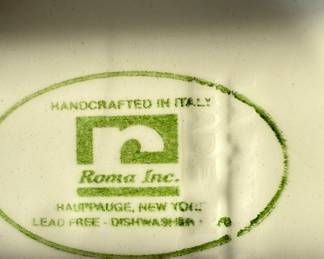 HANDCRAFTED IN ITALY
Roma Inc.
HAUPPAUGE, NEW YORK
LEAD FREE - DISHWASHER